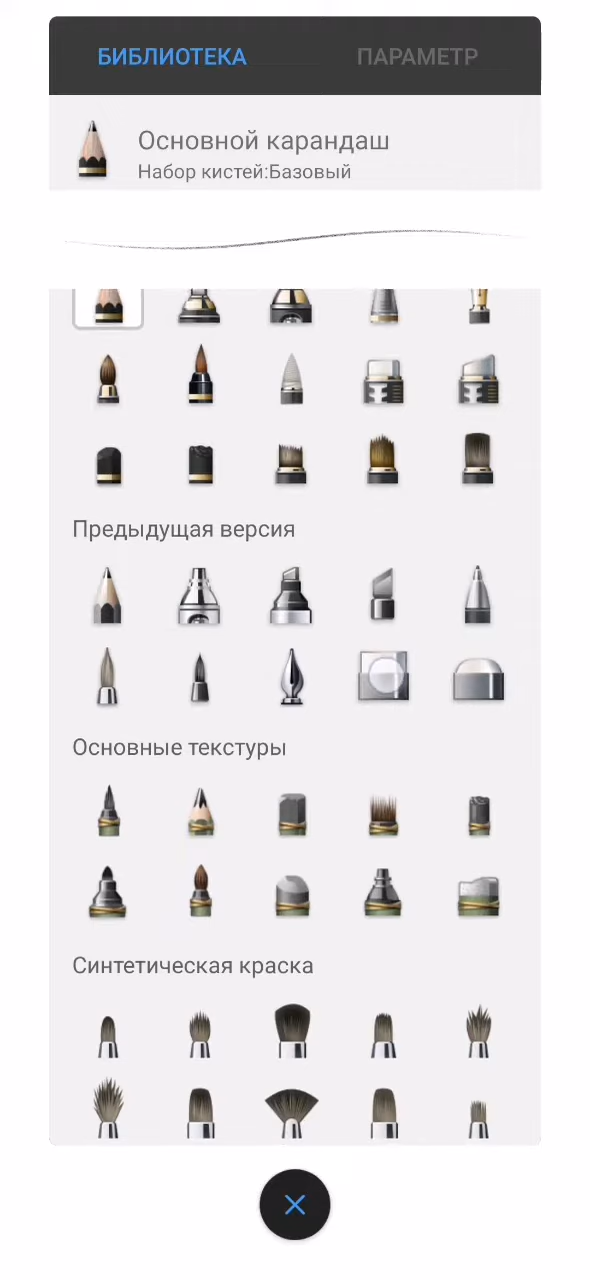 БИБЛИОТЕКА ПАРАМЕТР
Основной карандаш
Набор кистей:Базовый
Предыдущая версия
Основные текстуры
Синтетическая краска